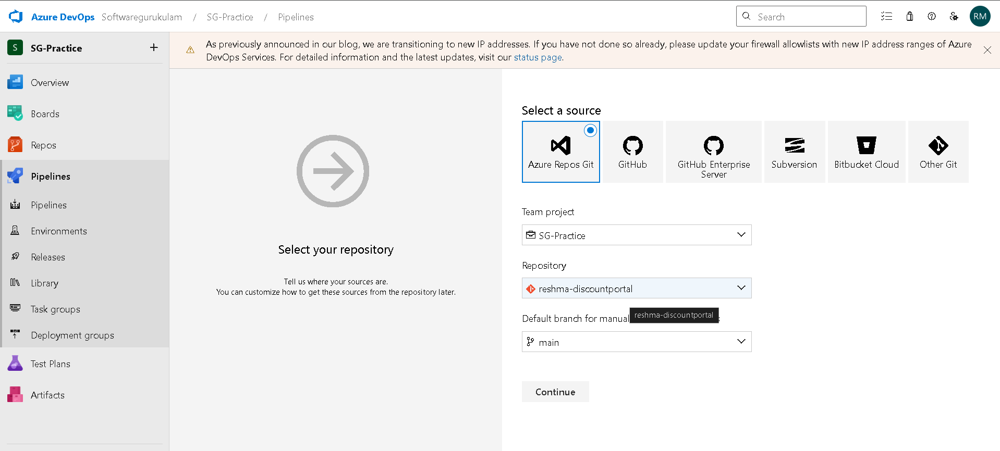 Azure DevOps Softwaregurukulam / SG-Practice / Pipelines
Search
RM
S SG-Practice
As previously announced in our blog, we are transitioning to new IP addresses. If you have not done so already, please update your firewall allowlists with new IP address ranges of Azure
DevOps Services. For detailed information and the latest updates, visit our status page.
Overview
Boards
Repos
Pipelines
Pipelines
Environments
Releases
Library
Task groups
Deployment groups
Test Plans
Artifacts
Select your repository
Tell us where your sources are.
You can customize how to get these sources from the repository later.
Select a source
Azure Repos Git
GitHub
GitHub Enterprise
Server
Subversion
Bitbucket Cloud
Other Git
Team project
SG-Practice
Repository
reshma-discountportal
Default branch for manual
reshma-discountportal
main
Continue